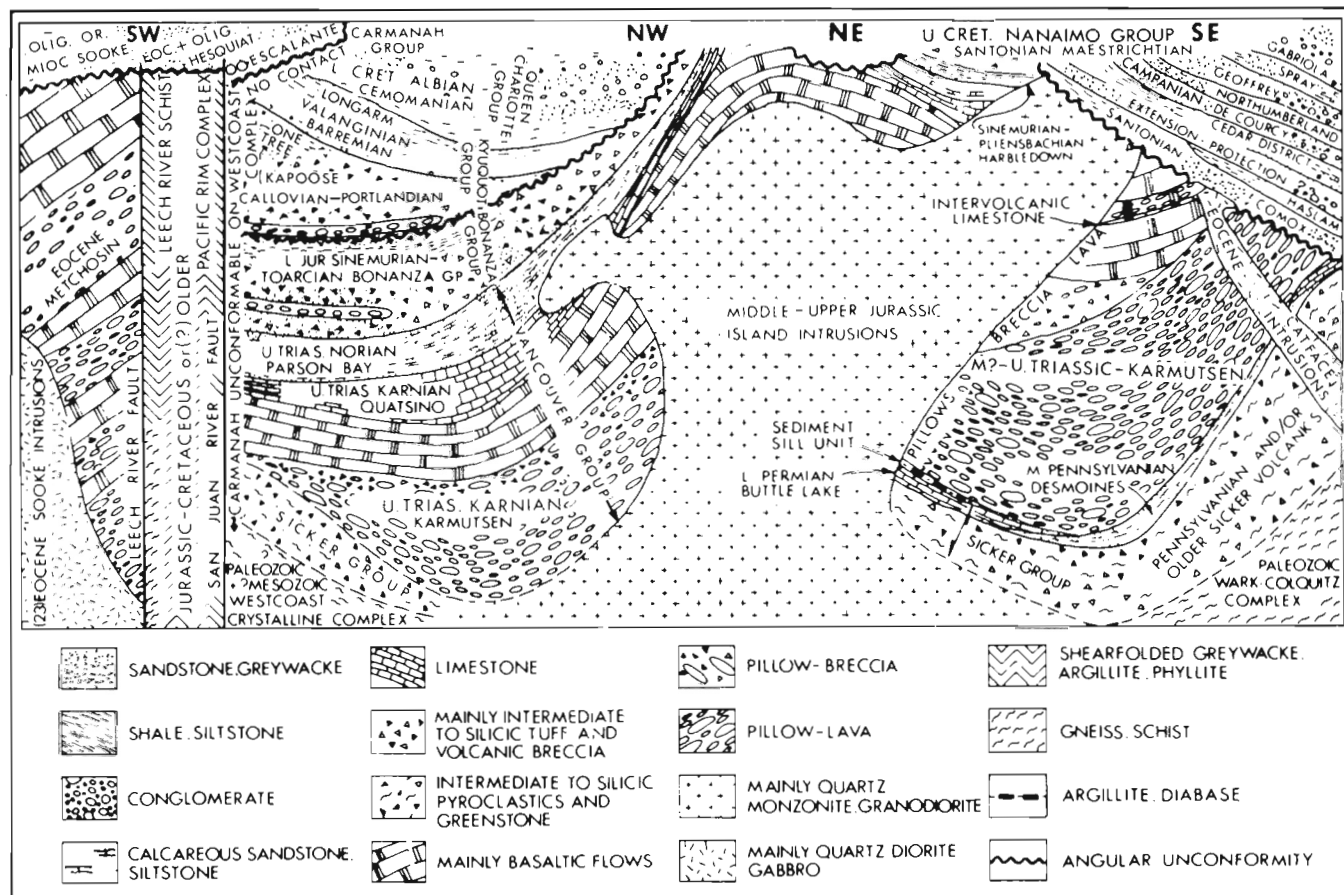 SW
NW
NE
SE
OLIG. OR.
MIOC SOOKE
EOC.+ OLIG
HESQUIAT
ESCALANTE
CONTACT
CARMANAH
GROUP
L CRET ALBIAN
CEMOMANIAN
QUEEN
CHARLOTTE
GROUP
LONGARM
VALLANGINIAN
BARREMIAN
ONE TREE
KAPOOSE
CALLOVIAN-PORTLANDIAN
KYUQUOT
GROUP
BONANZA
GROUP
L JUR SINEMURIAN-
TOARCIAN BONANZA GP
U.TRIAS. NORIAN
PARSON BAY
U.TRIAS KARNIAN
QUATSINO
VANCOUVER GROUP
U.TRIAS. KARNIAN
KARMUTSEN
SICKER GROUP
PALEOZOIC
?MESOZOIC
WESTCOAST
CRYSTALLINE COMPLEX
EOCENE
METCHOSIN
(23)EOCENE SOOKE INTRUSIONS
LEECH RIVER FAULT
LEECH RIVER SCHIST
JURASSIC-CRETACEOUS or (?) OLDER
PACIFIC RIM COMPLEX
SAN JUAN RIVER FAULT
CARMANAH UNCONFORMABLE ON WESTCOAST
COMPLEX NO
U CRET. NANAIMO GROUP
SANTONIAN MAESTRICHTIAN
GABRIOLA
SPRAY
GEOFFREY
NORTHUMBERLAND
CAMPANIAN-DE COURCY
CEDAR DISTRICT
EXTENSION-
PROTECTION
SANTONIAN
HASLAM
COMOX
SINEMURIAN-
PLIENSBACHIAN
HARBLEDOWN
INTERVOLCANIC
LIMESTONE
LAVA
BRECCIA
PILLOWS
MIDDLE-UPPER JURASSIC
ISLAND INTRUSIONS
M?-U.TRIASSIC-KARMUTSEN
EOCENE
CATFACE
INTRUSIONS
SEDIMENT
SILL UNIT
L PERMIAN
BUTTLE LAKE
M.PENNSYLVANIAN
DESMOINES
SICKER GROUP
PENNSYLVANIAN AND/OR
OLDER SICKER VOLCANKS
PALEOZOIC
WARK-COLQUITZ
COMPLEX
SANDSTONE.GREYWACKE
LIMESTONE
PILLOW-BRECCIA
SHEARFOLDED GREYWACKE.
ARGILLITE.PHYLLITE
SHALE.SILTSTONE
MAINLY INTERMEDIATE
TO SILICIC TUFF AND
VOLCANIC BRECCIA
PILLOW-LAVA
GNEISS.SCHIST
CONGLOMERATE
INTERMEDIATE TO SILICIC
PYROCLASTICS AND
GREENSTONE
MAINLY QUARTZ
MONZONITE.GRANODIORITE
ARGILLITE.DIABASE
CALCAREOUS SANDSTONE.
SILTSTONE
MAINLY BASALTIC FLOWS
MAINLY QUARTZ DIORITE
GABBRO
ANGULAR UNCONFORMITY